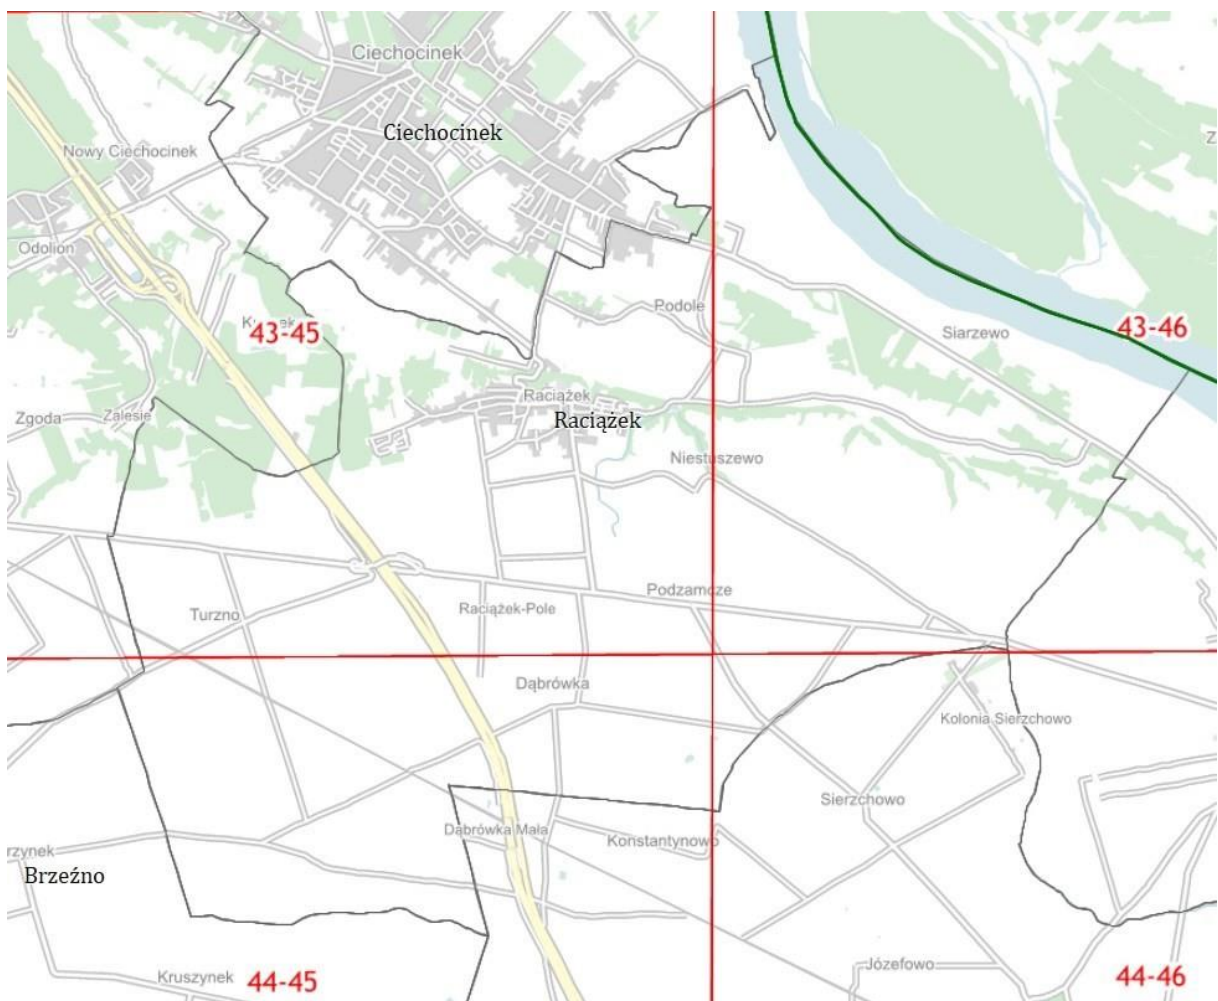 Ciechocinek
Ciechocinek
Nowy Ciechocinek
Odolion
Podole
43-45
43-46
Siarzewo
Raciążek
Raciążek
Zgoda
Zalesie
Niestuszewo
Podzamcze
Raciążek-Pole
Turzno
Dąbrówka
Kolonia Sierzchowo
Sierzchowo
Dąbrówka Mała
Konstantynowo
rzynek
Brzeźno
Józefowo
Kruszynek
44-45
44-46